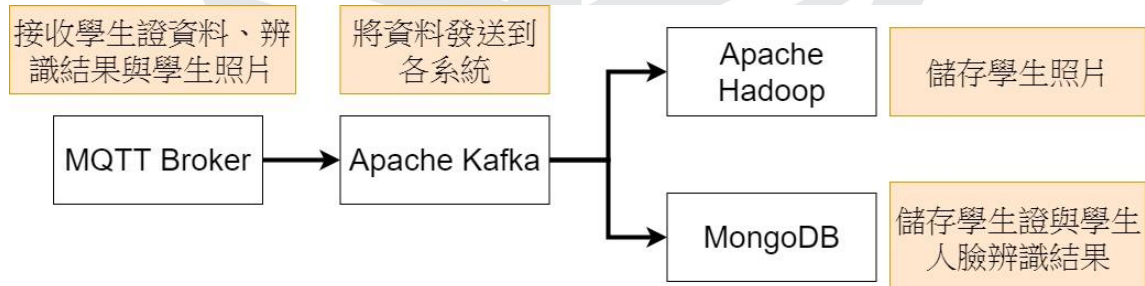 接收學生證資料、辨
識結果與學生照片
將資料發送到
各系統
MQTT Broker
Apache Kafka
Apache
Hadoop
儲存學生照片
MongoDB
儲存學生證與學生
人臉辨識結果